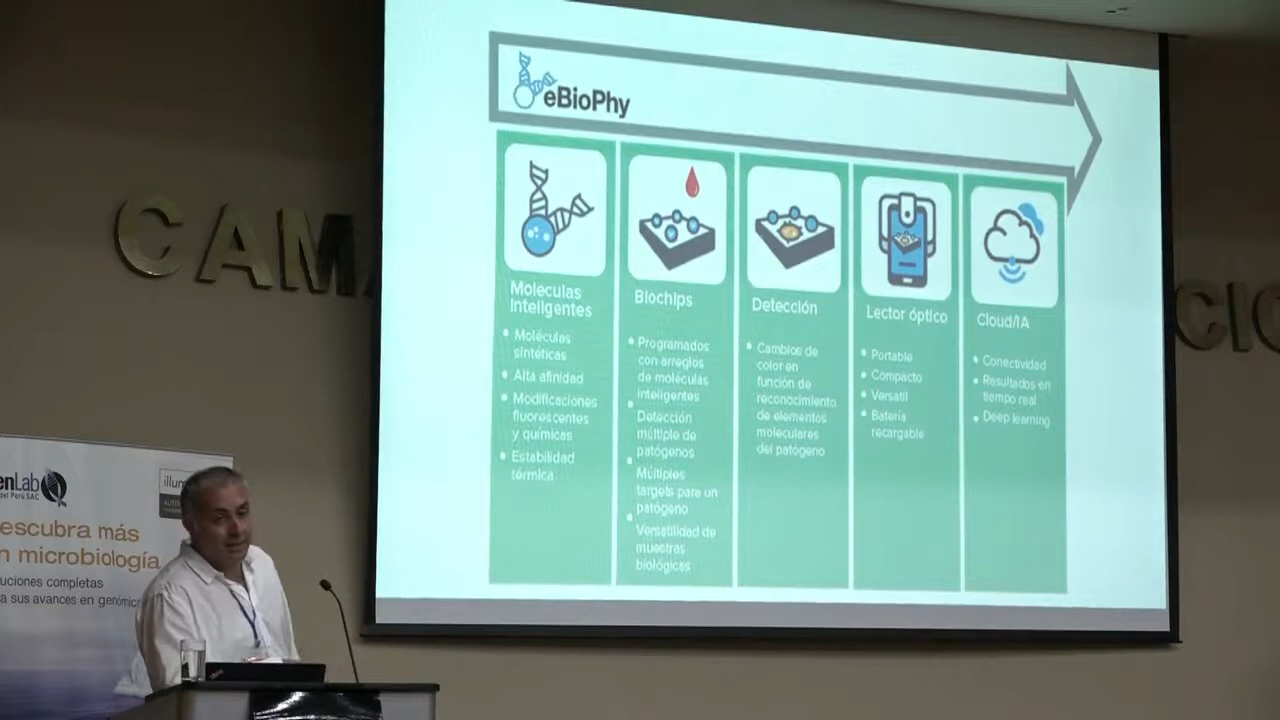 eBioPhy
Moleculas
Inteligentes
• Moléculas
sintéticas
• Alta afinidad
• Modificaciones
fluorescentes
y químicas
• Estabilidad
térmica
Biochips
• Programados
con arreglos
de moléculas
inteligentes
• Detección
múltiple de
patógenos
• Múltiples
targets para un
patógeno
• Versatilidad de
muestras
biológicas
Detección
• Cambios de
color en
función de
reconocimiento
de elementos
moleculares
del patógeno
Lector óptico
• Portable
• Compacto
• Versatil
• Batería
recargable
Cloud/IA
• Conectividad
• Resultados en
tiempo real
• Deep learning
CAM
CIO
enLab
del Perú SAC
illum
escubra más
n microbiología
uciones completas
a sus avances en genómic